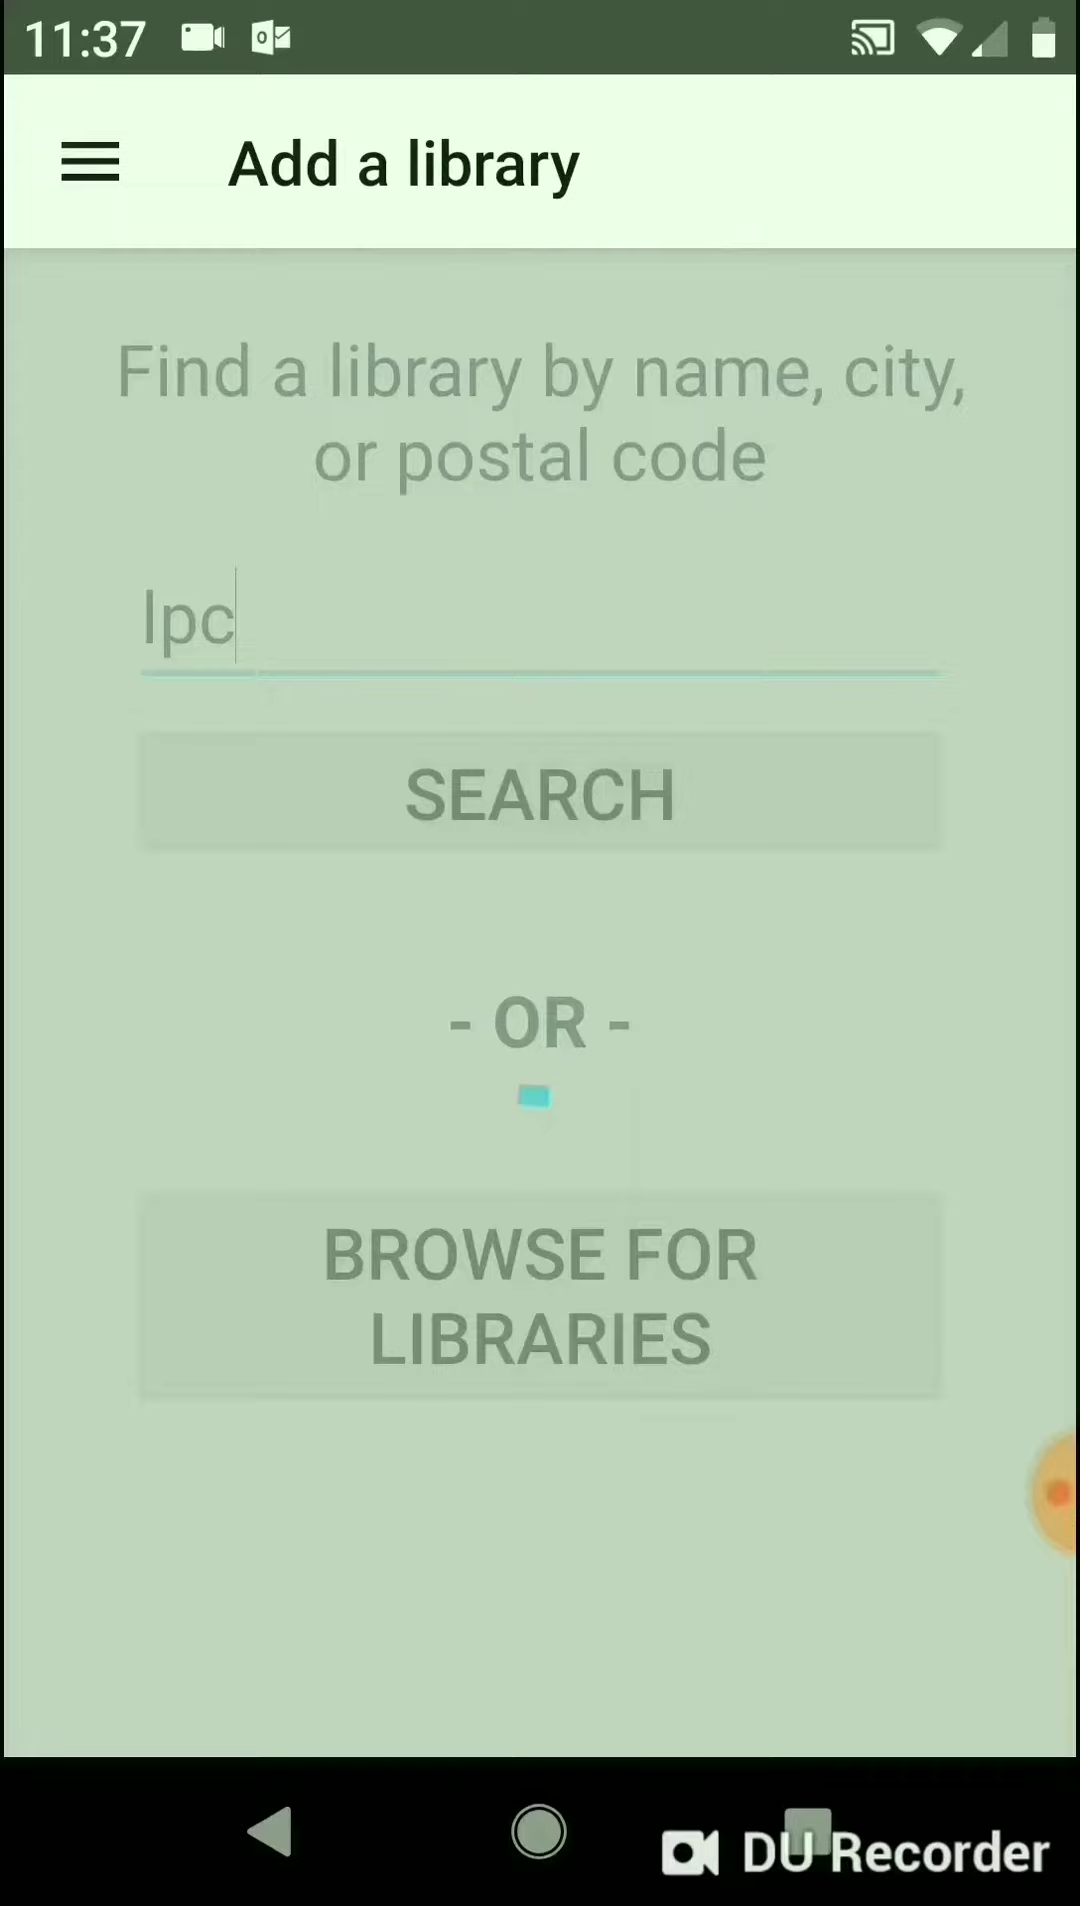 11:37
Add a library
Find a library by name, city,
or postal code
lpc
SEARCH
- OR -
BROWSE FOR
LIBRARIES
DU Recorder